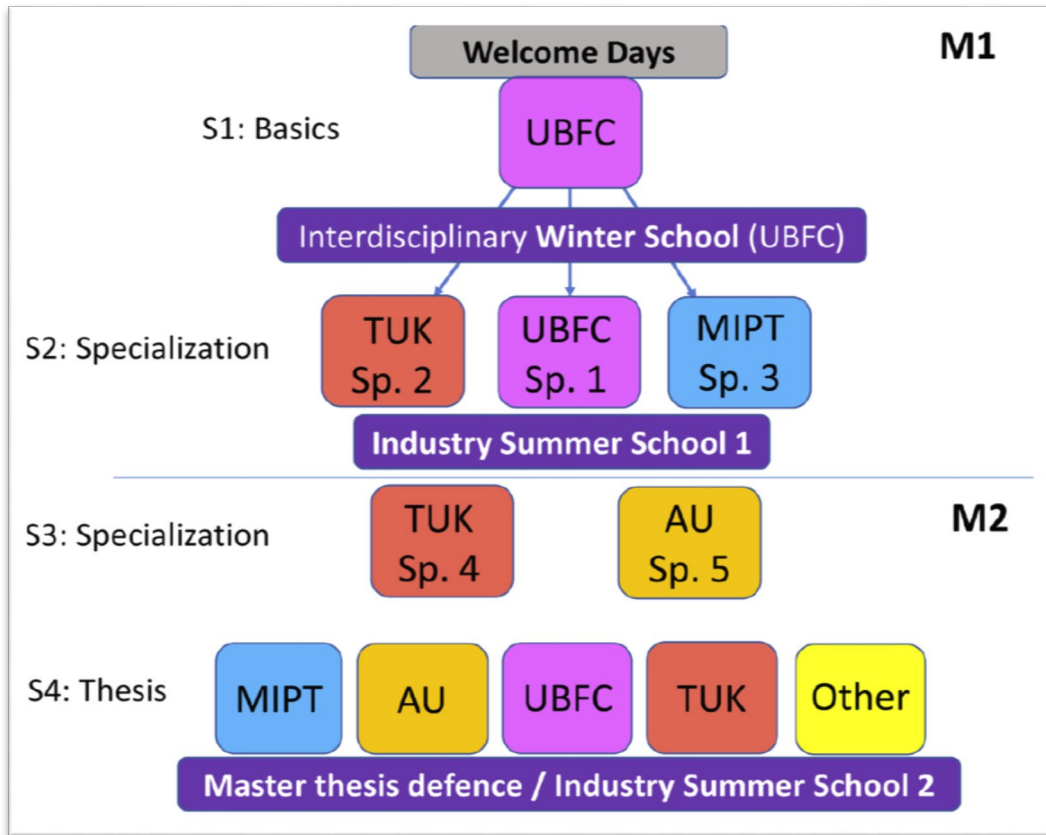 Welcome Days
M1
S1: Basics
UBFC
Interdisciplinary Winter School (UBFC)
S2: Specialization
TUK
Sp. 2
UBFC
Sp. 1
MIPT
Sp. 3
Industry Summer School 1
M2
S3: Specialization
TUK
Sp. 4
AU
Sp. 5
S4: Thesis
MIPT
AU
UBFC
TUK
Other
Master thesis defence / Industry Summer School 2